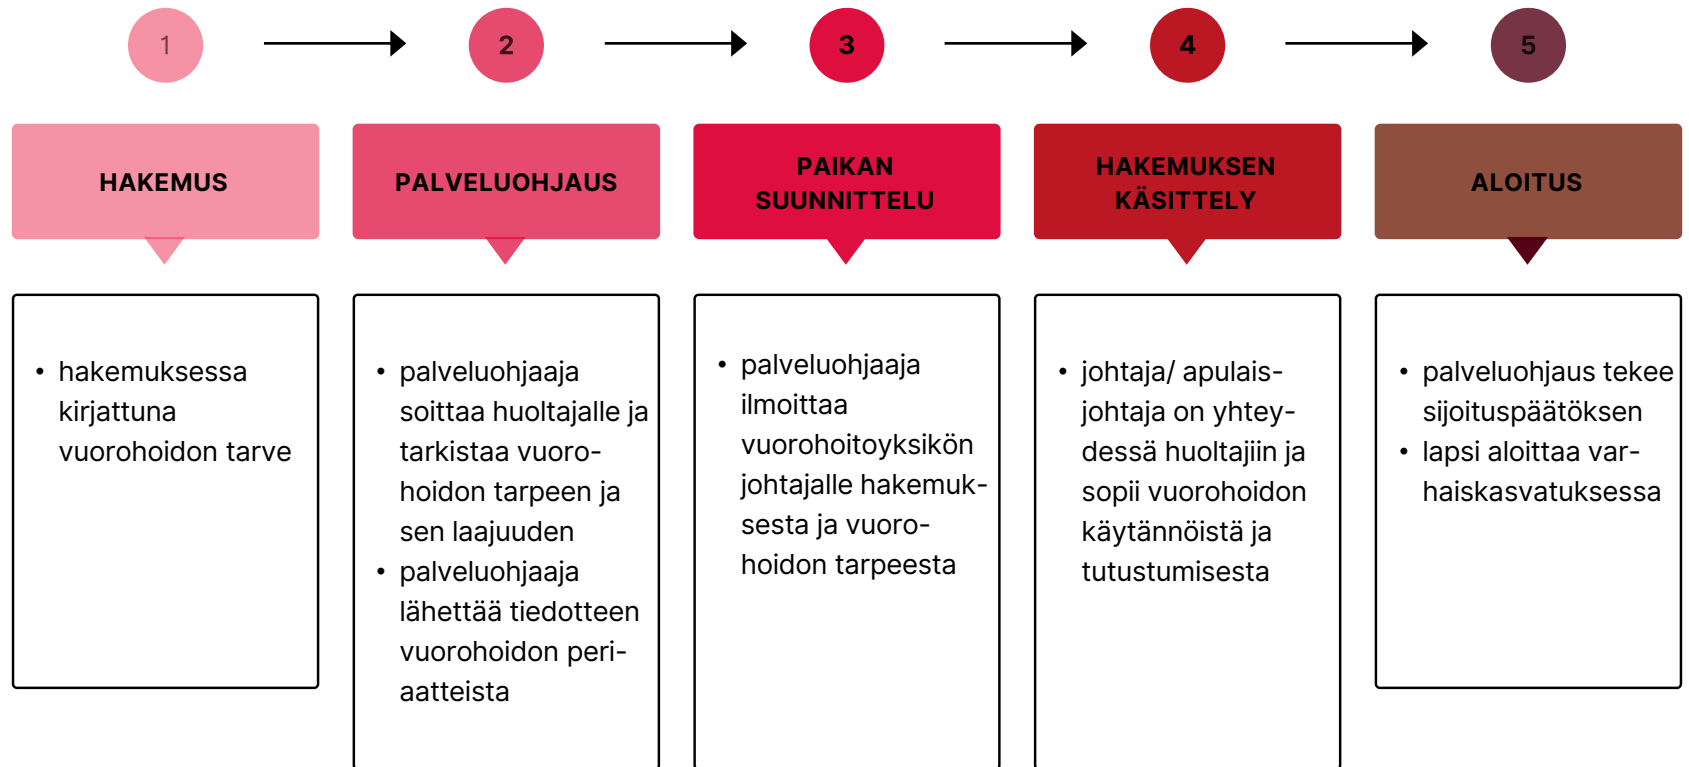 1
2
3
4
5
HAKEMUS
PALVELUOHJAUS
PAIKAN
SUUNNITTELU
HAKEMUKSEN
KÄSITTELY
ALOITUS
• hakemuksessa
kirjattuna
vuorohoidon tarve
• palveluohjaaja
soittaa huoltajalle ja
tarkistaa vuoro-
hoidon tarpeen ja
sen laajuuden
• palveluohjaaja
lähettää tiedotteen
vuorohoidon peri-
aatteista
• palveluohjaaja
ilmoittaa
vuorohoitoyksikön
johtajalle hakemuk-
sesta ja vuoro-
hoidon tarpeesta
• johtaja/ apulais-
johtaja on yhtey-
dessä huoltajiin ja
sopii vuorohoidon
käytännöistä ja
tutustumisesta
• palveluohjaus tekee
sijoituspäätöksen
• lapsi aloittaa var-
haiskasvatuksessa